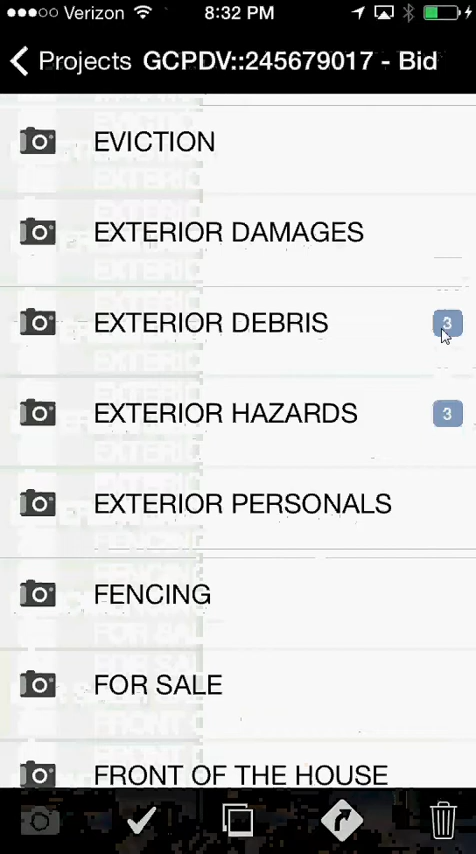 Verizon 8:32 PM
Projects GCPDV::245679017 - Bid
EVICTION
EXTERIOR DAMAGES
EXTERIOR DEBRIS 3
EXTERIOR HAZARDS 3
EXTERIOR PERSONALS
FENCING
FOR SALE
FRONT OF THE HOUSE